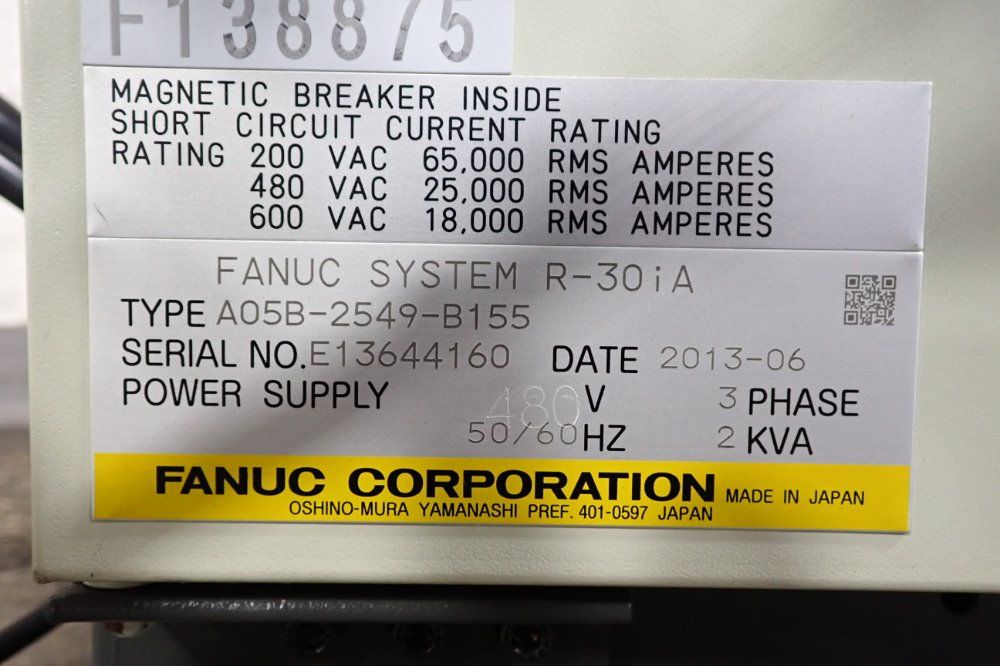 F138875
MAGNETIC BREAKER INSIDE
SHORT CIRCUIT CURRENT RATING
RATING 200 VAC 65,000 RMS AMPERES
480 VAC 25,000 RMS AMPERES
600 VAC 18,000 RMS AMPERES
FANUC SYSTEM R-30iA
TYPE A05B-2549-B155
SERIAL NO.E13644160 DATE 2013-06
POWER SUPPLY 480 V 3 PHASE
50/60 HZ 2 KVA
FANUC CORPORATION MADE IN JAPAN
OSHINO-MURA YAMANASHI PREF. 401-0597 JAPAN